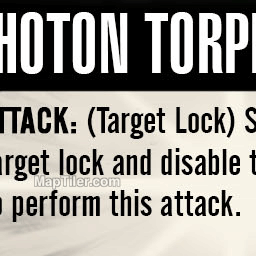 HOTON TORP
TTACK: (Target Lock) S
arget lock and disable t
MapTiler.com
o perform this attack.